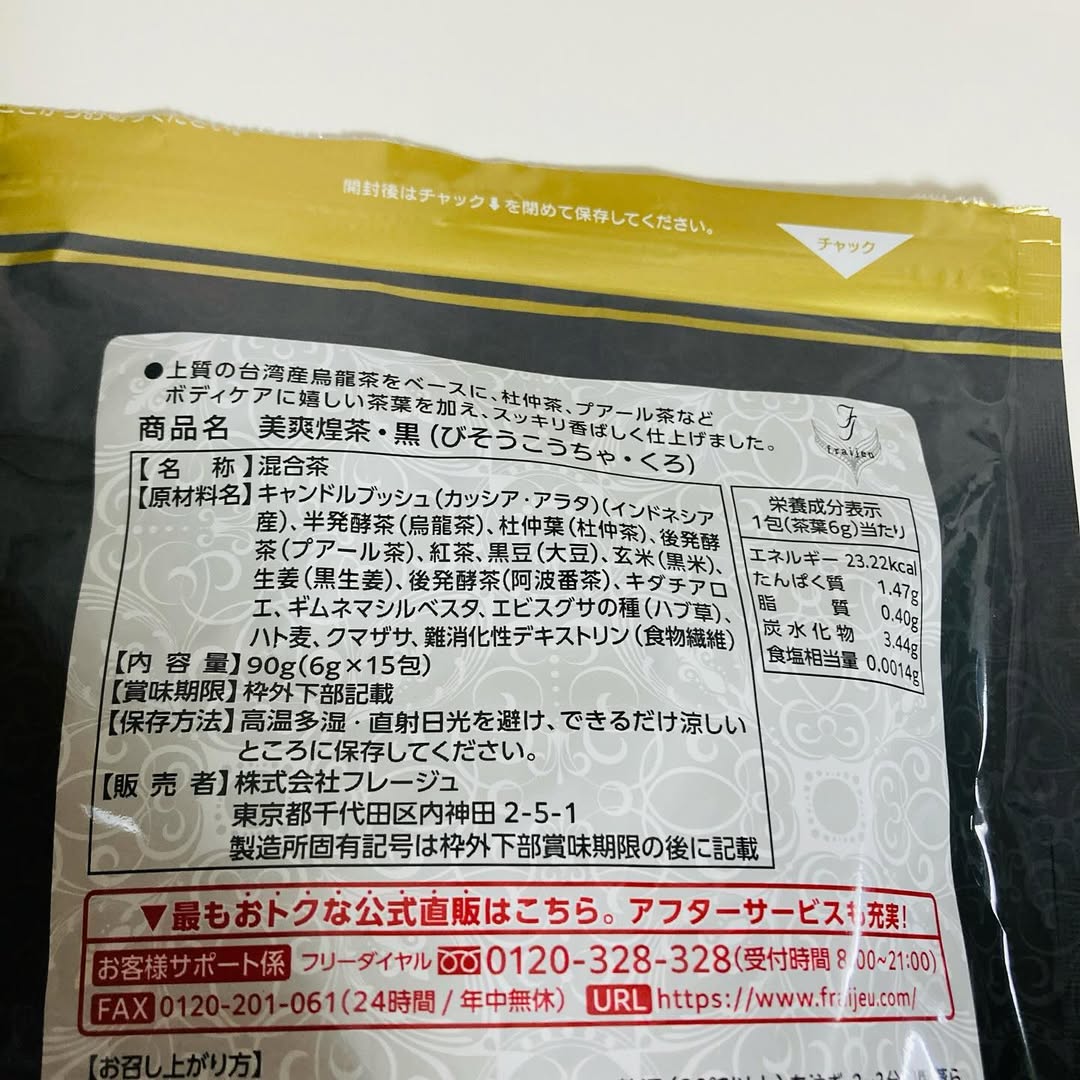 開封後はチャック⬇を閉めて保存してください。
チャック
●上質の台湾産烏龍茶をベースに、杜仲茶、プアール茶など
ボディケアに嬉しい茶葉を加え、スッキリ香ばしく仕上げました。
fraijeu
商品名 美爽煌茶・黒(びそうこうちゃ・くろ)
【名称】混合茶
【原材料名】キャンドルブッシュ(カッシア・アラタ)(インドネシア
産)、半発酵茶(烏龍茶)、杜仲葉(杜仲茶)、後発酵
茶(プアール茶)、紅茶、黒豆(大豆)、玄米(黒米)、
生姜(黒生姜)、後発酵茶(阿波番茶)、キダチアロ
エ、ギムネマシルベスタ、エビスグサの種(ハブ草)、
ハト麦、クマザサ、難消化性デキストリン(食物繊維)
【内容量】90g(6g×15包)
【賞味期限】枠外下部記載
【保存方法】高温多湿・直射日光を避け、できるだけ涼しい
ところに保存してください。
【販売者】株式会社フレージュ
東京都千代田区内神田2-5-1
製造所固有記号は枠外下部賞味期限の後に記載
栄養成分表示
1包(茶葉6g)当たり
エネルギー 23.22kcal
たんぱく質 1.47g
脂質 0.40g
炭水化物 3.44g
食塩相当量 0.0014g
▼最もおトクな公式直販はこちら。アフターサービスも充実!
お客様サポート係 フリーダイヤル 0120-328-328(受付時間 8:00~21:00)
FAX 0120-201-061(24時間/年中無休) URL https://www.fraijeu.com/
【お召し上がり方】